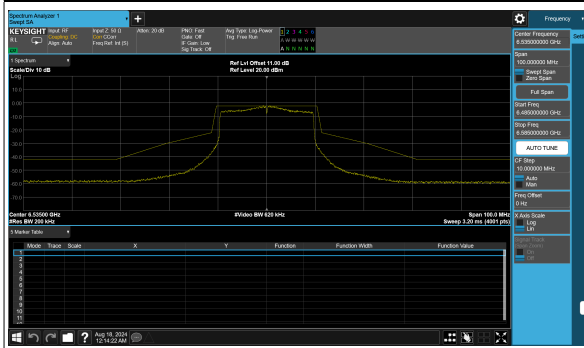 Spectrum Analyzer 1
Swept SA
+
Frequency
KEYSIGHT
Input: RF
Coupling: DC
Align: Auto
Input Z: 50 Ω
Corr CCorr
Freq Ref: Int (S)
Atten: 20 dB
PNO: Fast
Gate: Off
IF Gain: Low
Sig Track: Off
Avg Type: Log-Power
Trig: Free Run
1 2 3 4 5 6
A W W W W W
A N N N N N
Center Frequency
6.535000000 GHz
Span
100.000000 MHz
Swept Span
Zero Span
Full Span
Start Freq
6.485000000 GHz
Stop Freq
6.585000000 GHz
AUTO TUNE
CF Step
10.000000 MHz
Auto
Man
Freq Offset
0 Hz
X Axis Scale
Log
Lin
Signal Track
On
Off
1 Spectrum
Scale/Div 10 dB
Log
Ref Lvl Offset 11.00 dB
Ref Level 20.00 dBm
10.0
0.00
-10.0
-20.0
-30.0
-40.0
-50.0
-60.0
-70.0
Center 6.53500 GHz
#Res BW 200 kHz
#Video BW 620 kHz
Span 100.0 MHz
Sweep 3.20 ms (4001 pts)
5 Marker Table
Mode Trace Scale X Y Function Function Width Function Value
1
2
3
4
5
6
7
8
9
10
11
?
Aug 18, 2024
12:14:22 AM